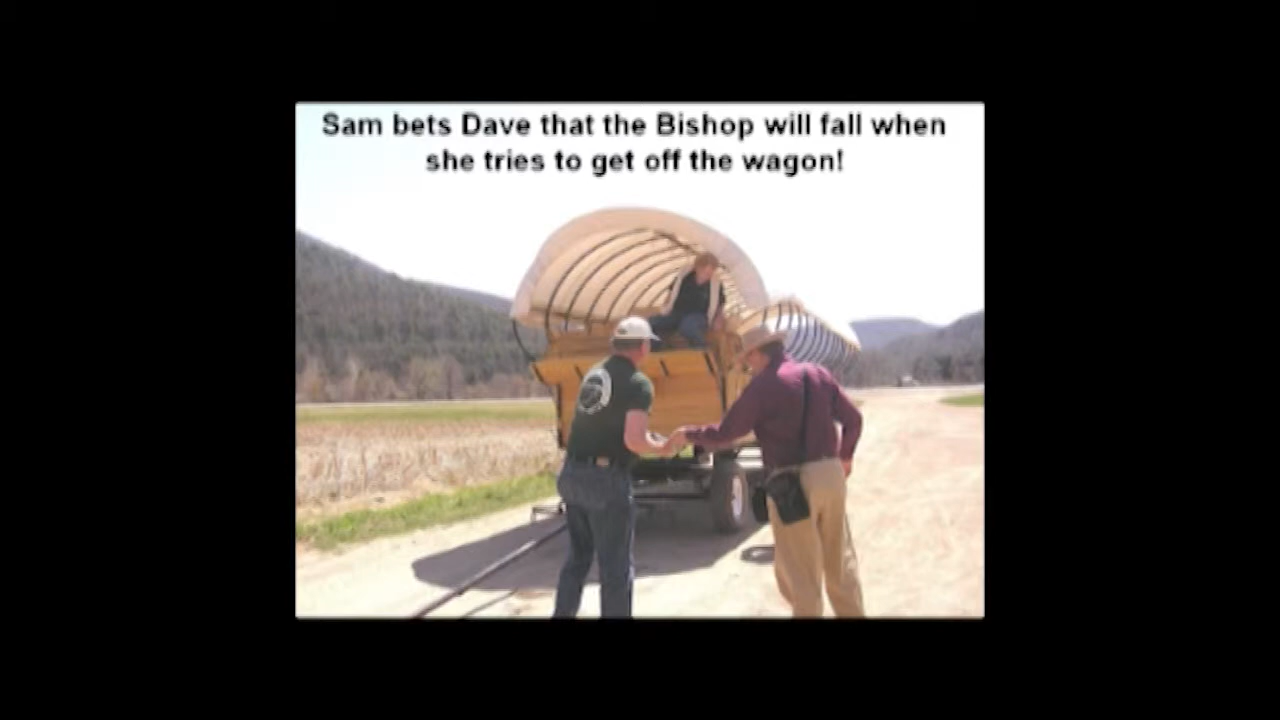 Sam bets Dave that the Bishop will fall when
she tries to get off the wagon!